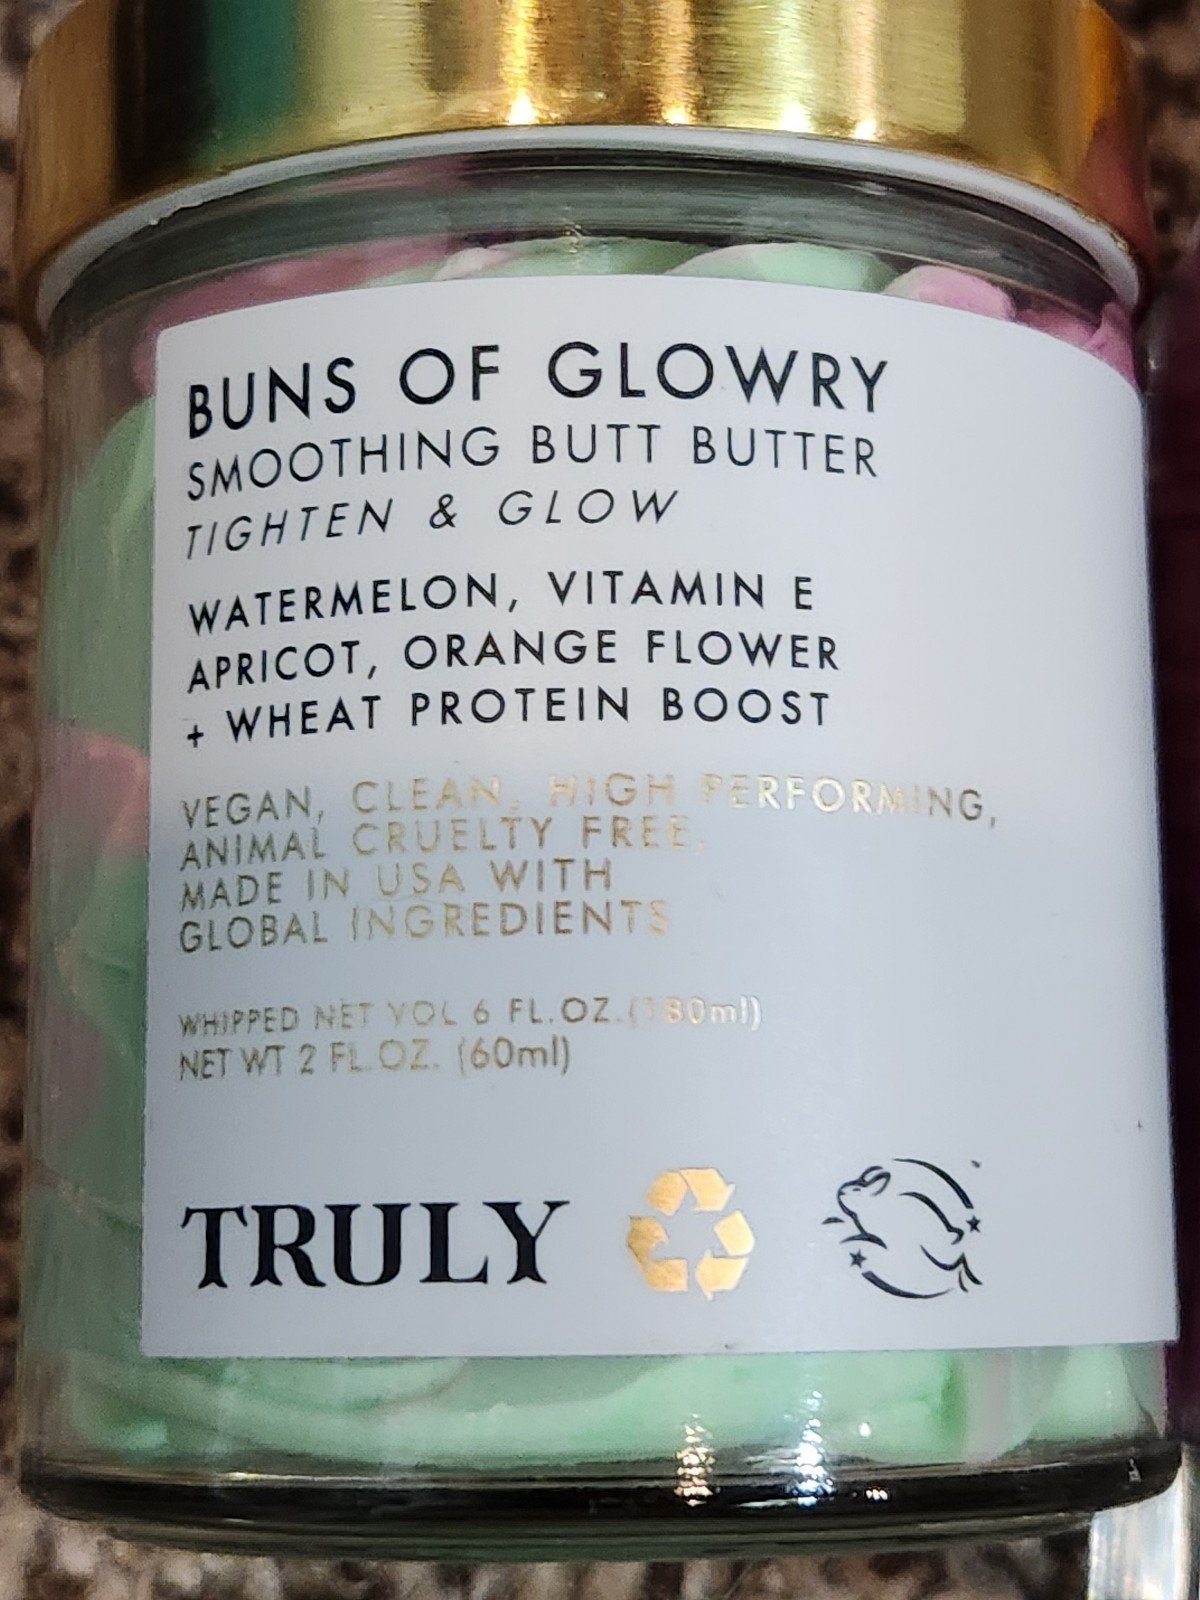 BUNS OF GLOWRY
SMOOTHING BUTT BUTTER
TIGHTEN & GLOW
WATERMELON, VITAMIN E
APRICOT, ORANGE FLOWER
+ WHEAT PROTEIN BOOST
VEGAN, CLEAN, HIGH PERFORMING,
ANIMAL CRUELTY FREE,
MADE IN USA WITH
GLOBAL INGREDIENTS
WHIPPED NET VOL 6 FL.OZ.(180ml)
NET WT 2 FL.OZ. (60ml)
TRULY